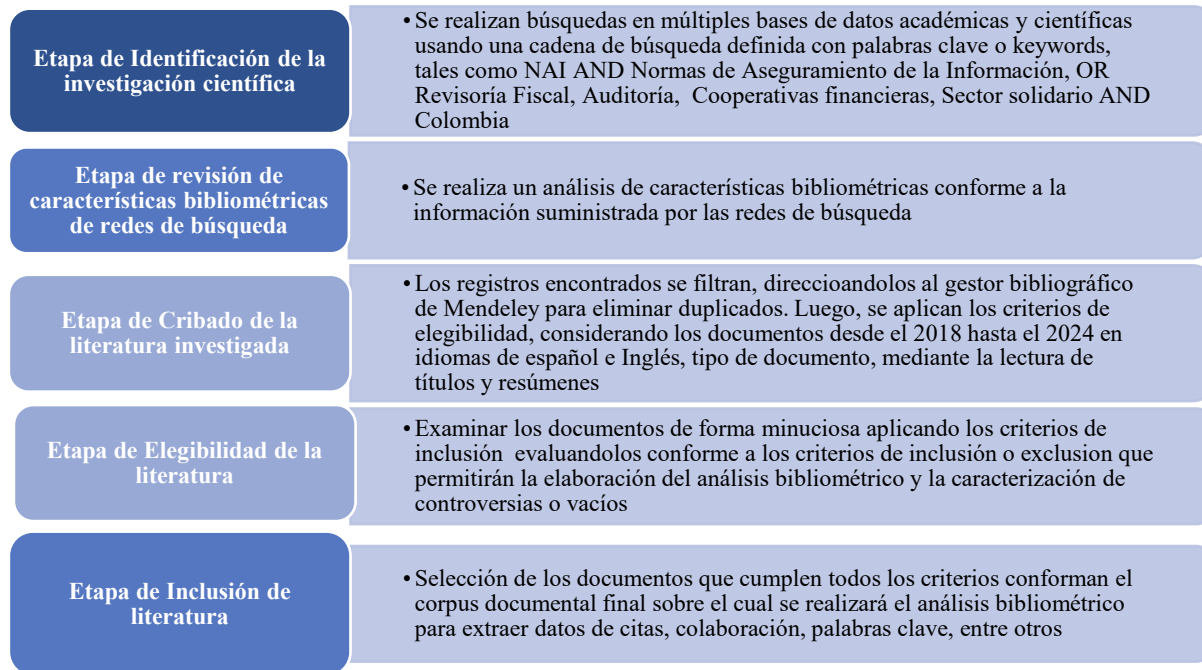 Etapa de Identificación de la
investigación científica
• Se realizan búsquedas en múltiples bases de datos académicas y científicas
usando una cadena de búsqueda definida con palabras clave o keywords,
tales como NAI AND Normas de Aseguramiento de la Información, OR
Revisoría Fiscal, Auditoría, Cooperativas financieras, Sector solidario AND
Colombia
Etapa de revisión de
características bibliométricas
de redes de búsqueda
• Se realiza un análisis de características bibliométricas conforme a la
información suministrada por las redes de búsqueda
Etapa de Cribado de la
literatura investigada
• Los registros encontrados se filtran, direccioandolos al gestor bibliográfico
de Mendeley para eliminar duplicados. Luego, se aplican los criterios de
elegibilidad, considerando los documentos desde el 2018 hasta el 2024 en
idiomas de español e Inglés, tipo de documento, mediante la lectura de
títulos y resúmenes
Etapa de Elegibilidad de la
literatura
• Examinar los documentos de forma minuciosa aplicando los criterios de
inclusión evaluandolos conforme a los criterios de inclusión o exclusion que
permitirán la elaboración del análisis bibliométrico y la caracterización de
controversias o vacíos
Etapa de Inclusión de
literatura
• Selección de los documentos que cumplen todos los criterios conforman el
corpus documental final sobre el cual se realizará el análisis bibliométrico
para extraer datos de citas, colaboración, palabras clave, entre otros